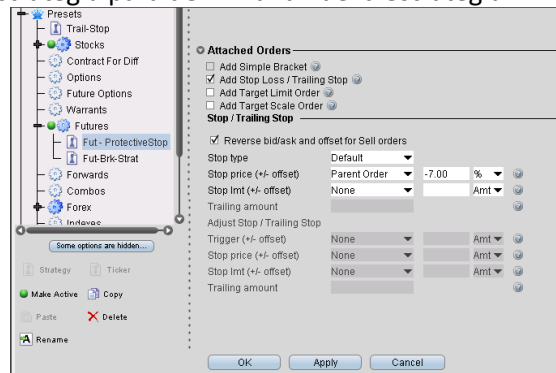 Presets
Trail-Stop
Stocks
Contract For Diff
Options
Future Options
Warrants
Futures
Fut - ProtectiveStop
Fut-Brk-Strat
Forwards
Combos
Forex
Indexes
Some options are hidden...
Strategy Ticker
Make Active Copy
Paste Delete
Rename
Attached Orders
Add Simple Bracket
Add Stop Loss / Trailing Stop
Add Target Limit Order
Add Target Scale Order
Stop / Trailing Stop
Reverse bid/ask and offset for Sell orders
Stop type Default
Stop price (+/- offset) Parent Order -7.00 %
Stop lmt (+/- offset) None Amt
Trailing amount
Adjust Stop / Trailing Stop
Trigger (+/- offset) None Amt
Stop price (+/- offset) None Amt
Stop lmt (+/- offset) None Amt
Trailing amount
OK Apply Cancel